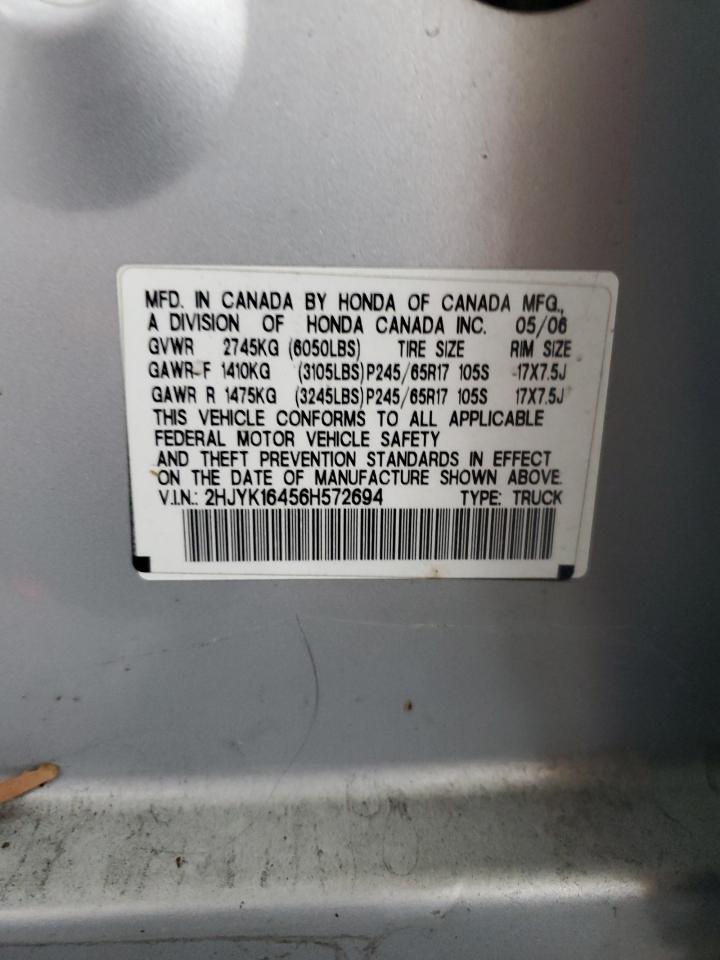 MFD. IN CANADA BY HONDA OF CANADA MFG.,
A DIVISION OF HONDA CANADA INC. 05/06
GVWR 2745KG (6050LBS) TIRE SIZE RIM SIZE
GAWR F 1410KG (3105LBS)P245/65R17 105S 17X7.5J
GAWR R 1475KG (3245LBS)P245/65R17 105S 17X7.5J
THIS VEHICLE CONFORMS TO ALL APPLICABLE
FEDERAL MOTOR VEHICLE SAFETY
AND THEFT PREVENTION STANDARDS IN EFFECT
ON THE DATE OF MANUFACTURE SHOWN ABOVE.
V.I.N.: 2HJYK16456H572694 TYPE: TRUCK